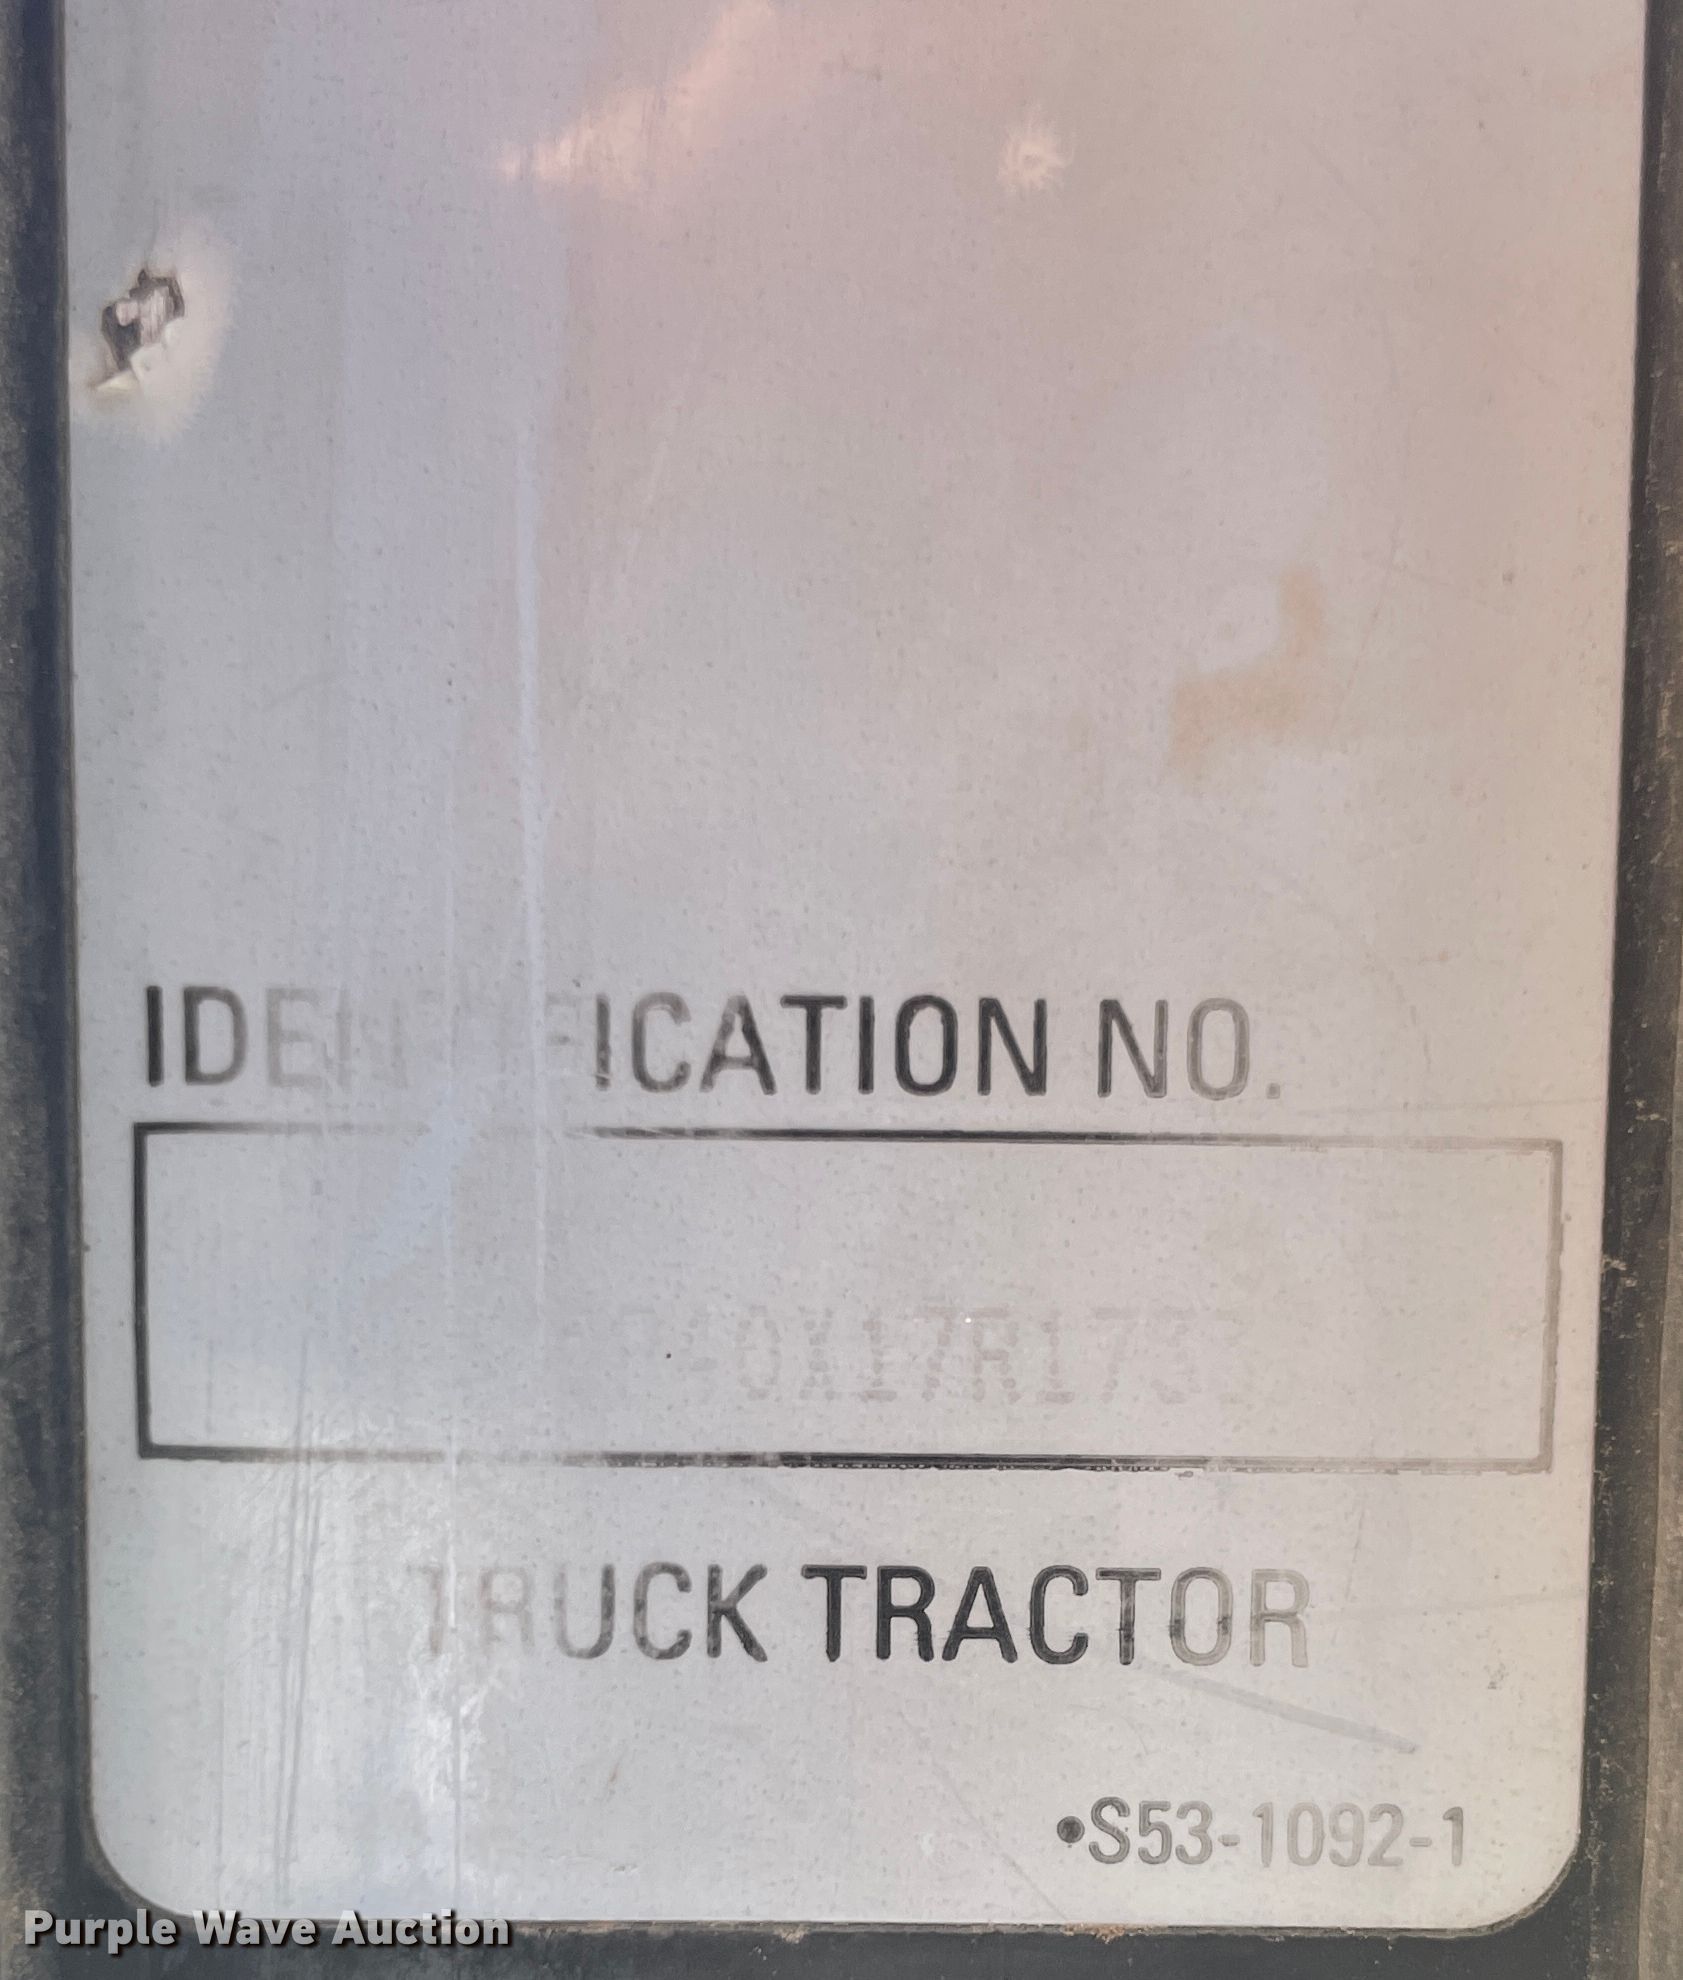 IDENTIFICATION NO.
TRUCK TRACTOR
•S53-1092-1
Purple Wave Auction